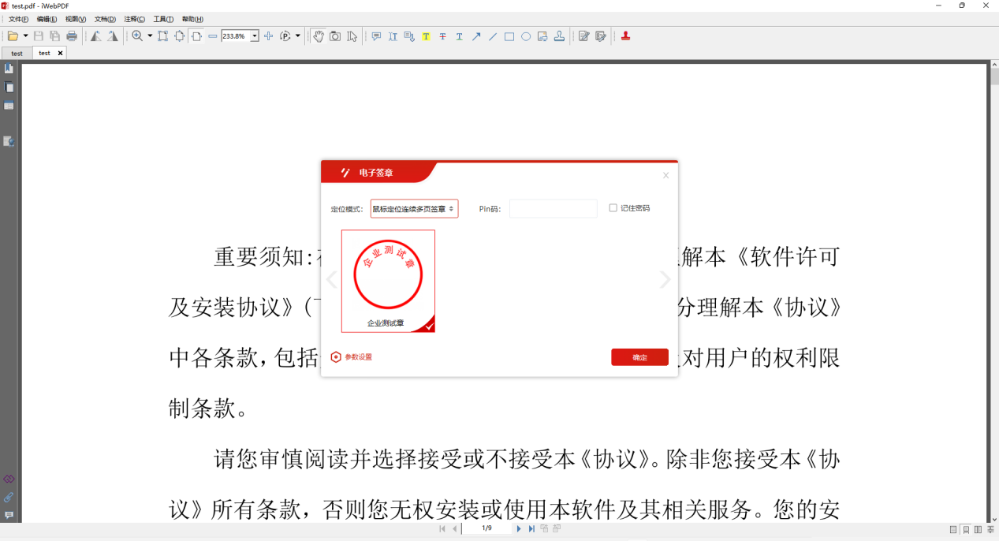 test.pdf - iWebPDF
文件(F) 编辑(E) 视图(V) 文档(D) 注释(C) 工具(T) 帮助(H)
233.8%
test test
电子签章
定位模式: 鼠标定位连续多页签章 Pin码: 记住密码
企业测试章
企业测试章
参数设置 确定
重要须知: 解本《软件许可
及安装协议》( 分理解本《协议》
中各条款,包括 对用户的权利限
制条款。
请您审慎阅读并选择接受或不接受本《协议》。除非您接受本《协
议》所有条款,否则您无权安装或使用本软件及其相关服务。您的安
1/9